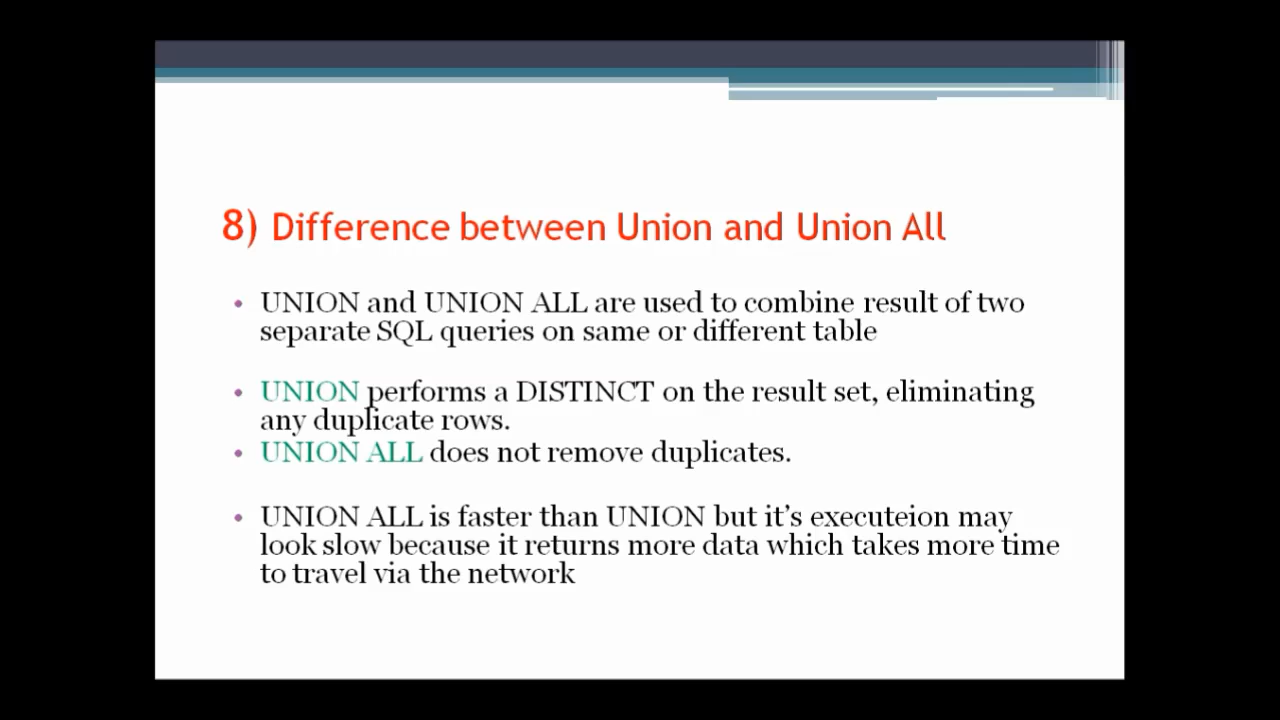 8) Difference between Union and Union All
• UNION and UNION ALL are used to combine result of two
separate SQL queries on same or different table
• UNION performs a DISTINCT on the result set, eliminating
any duplicate rows.
• UNION ALL does not remove duplicates.
• UNION ALL is faster than UNION but it’s executeion may
look slow because it returns more data which takes more time
to travel via the network